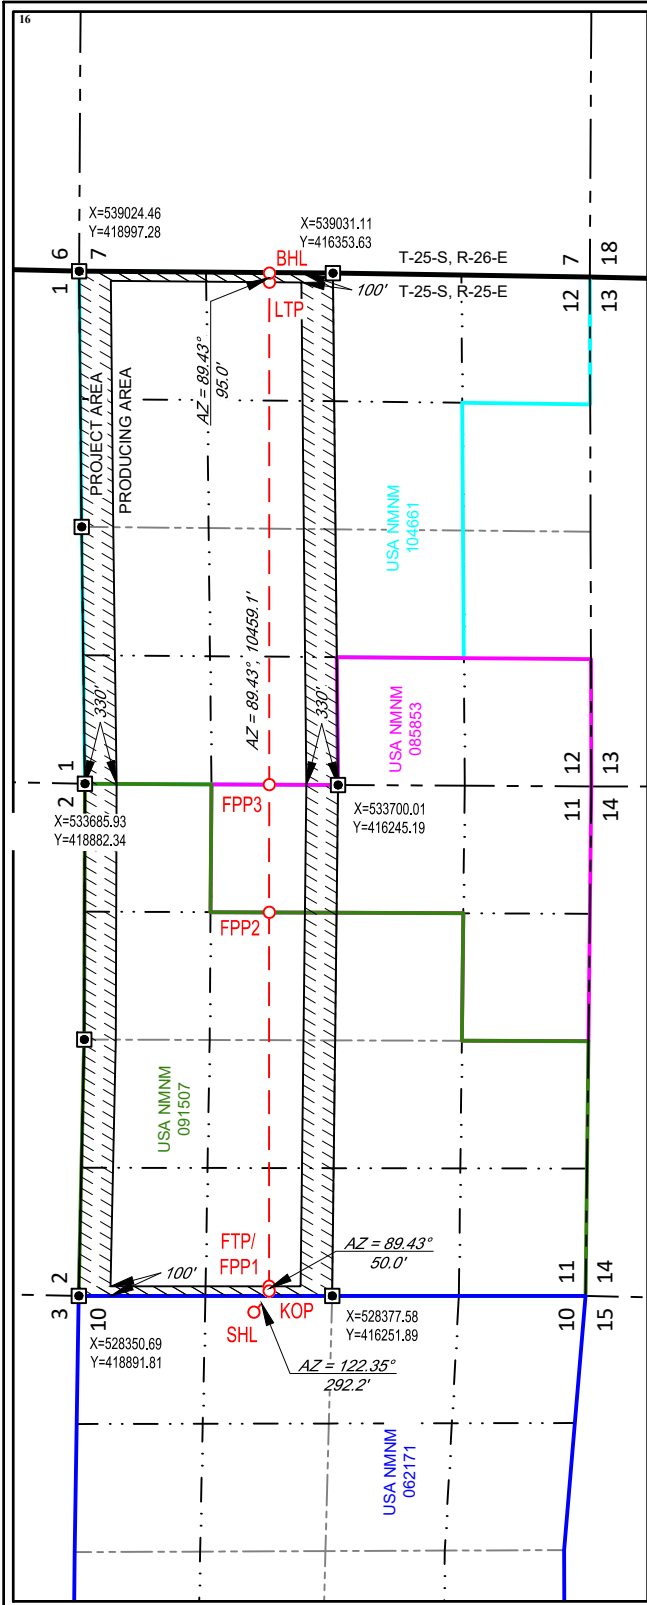 16
X=539024.46
Y=418997.28
X=539031.11
Y=416353.63
6
7
1
BHL
T-25-S, R-26-E
7
18
LTP
100'
T-25-S, R-25-E
12
13
AZ = 89.43°
95.0'
PROJECT AREA
PRODUCING AREA
USA NMNM
104661
AZ = 89.43°, 10459.1'
330'
330'
USA NMNM
085853
1
2
12
13
11
14
FPP3
X=533685.93
Y=418882.34
X=533700.01
Y=416245.19
FPP2
USA NMNM
091507
FTP/
FPP1
AZ = 89.43°
50.0'
100'
2
3
10
KOP
SHL
11
14
10
15
X=528350.69
Y=418891.81
X=528377.58
Y=416251.89
AZ = 122.35°
292.2'
USA NMNM
062171